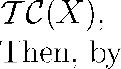 𝒯𝒞(X),
Then, by